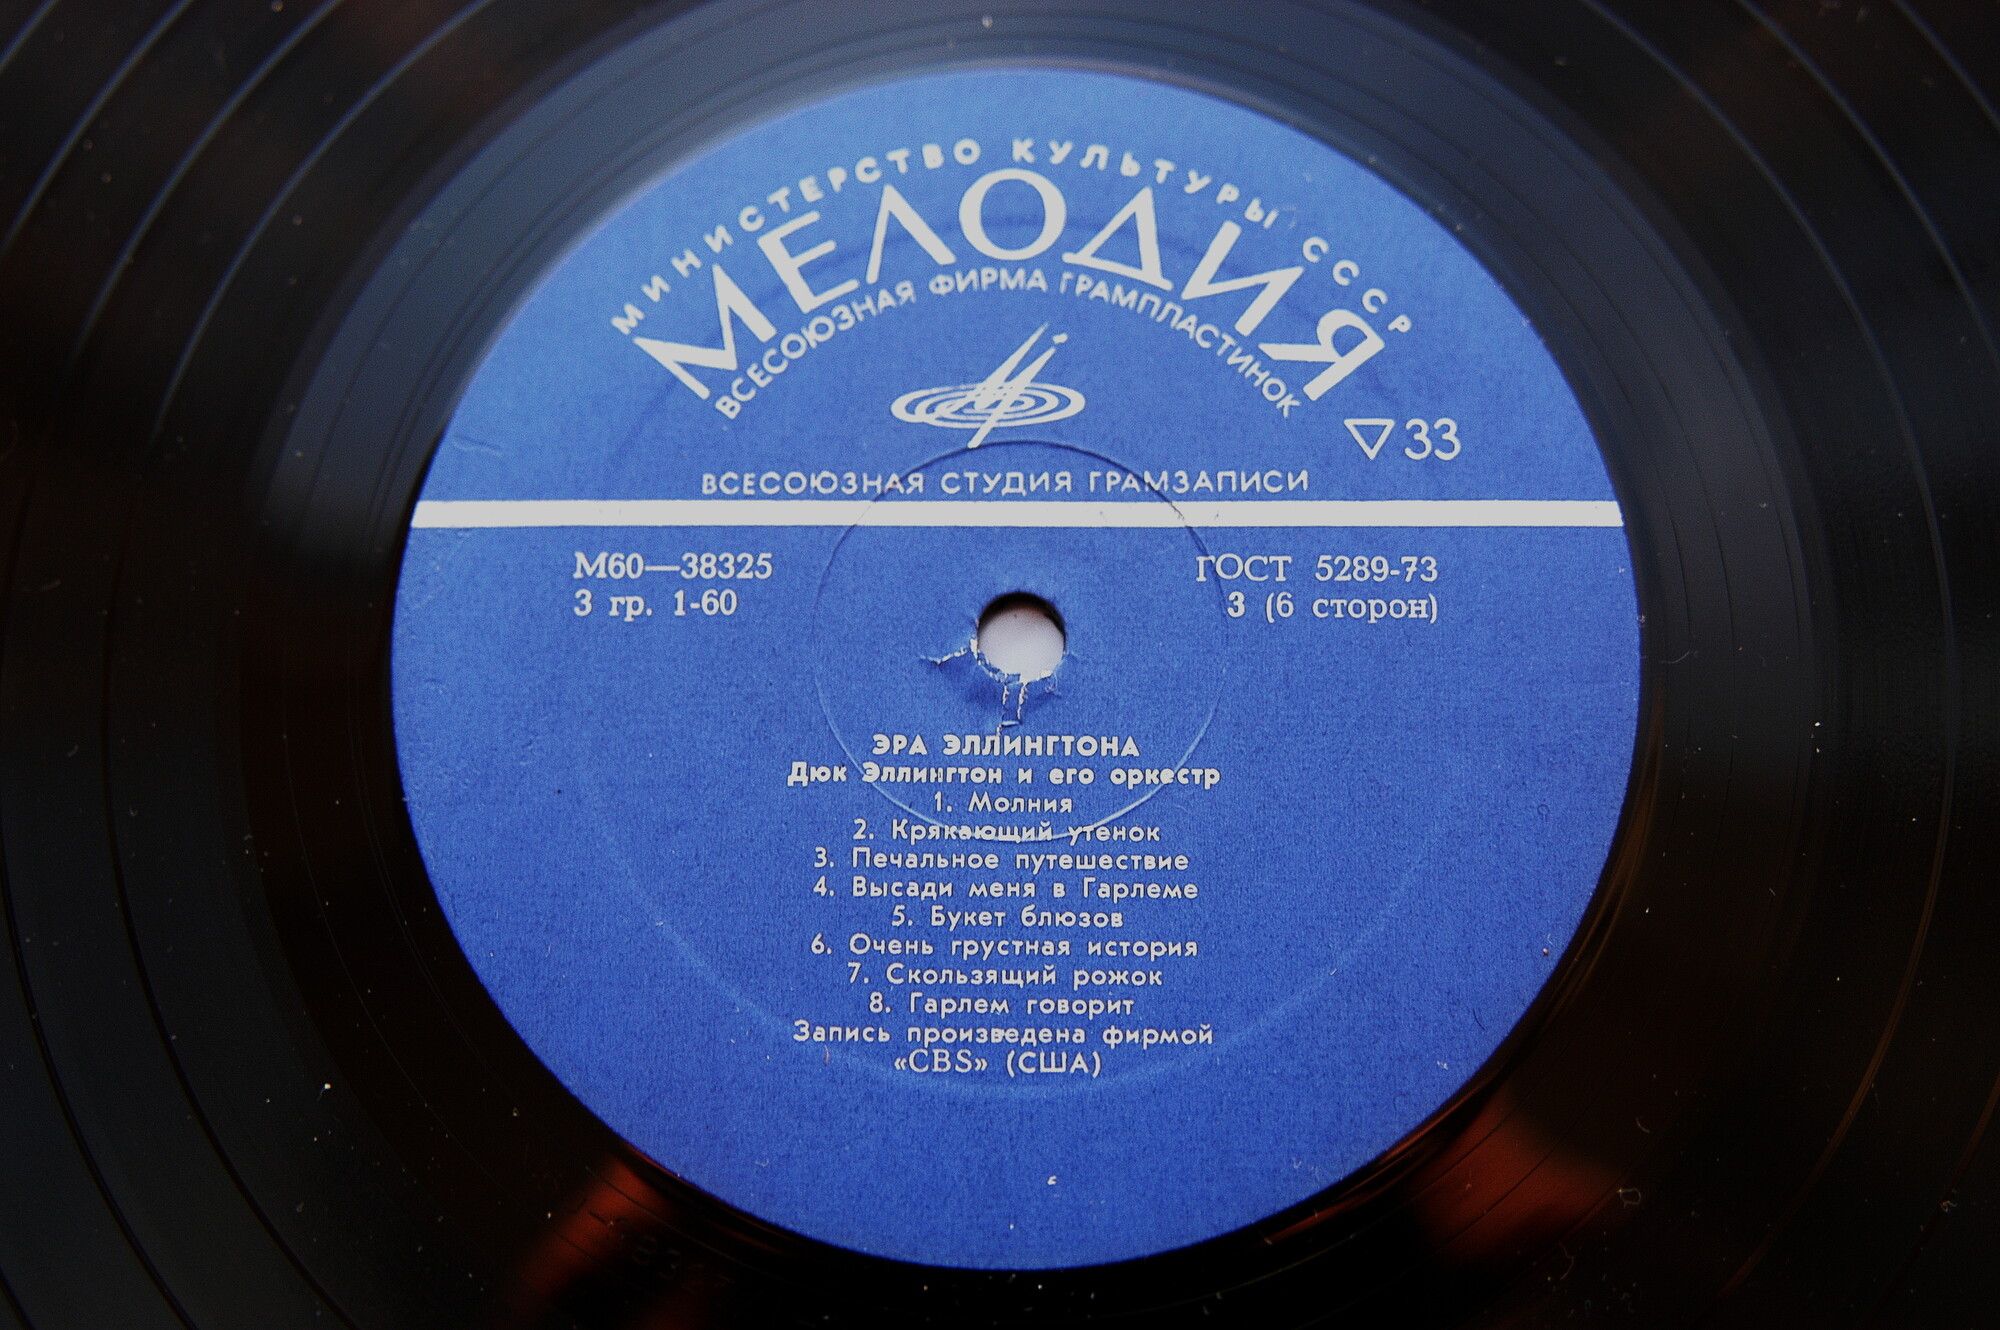 МИНИСТЕРСТВО КУЛЬТУРЫ СССР
МЕЛОДИЯ
ВСЕСОЮЗНАЯ ФИРМА ГРАМПЛАСТИНОК
33
ВСЕСОЮЗНАЯ СТУДИЯ ГРАМЗАПИСИ
М60—38325
ГОСТ 5289-73
3 гр. 1-60
3 (6 сторон)
ЭРА ЭЛЛИНГТОНА
Дюк Эллингтон и его оркестр
1. Молния
2. Крякающий утенок
3. Печальное путешествие
4. Высади меня в Гарлеме
5. Букет блюзов
6. Очень грустная история
7. Скользящий рожок
8. Гарлем говорит
Запись произведена фирмой
«CBS» (США)